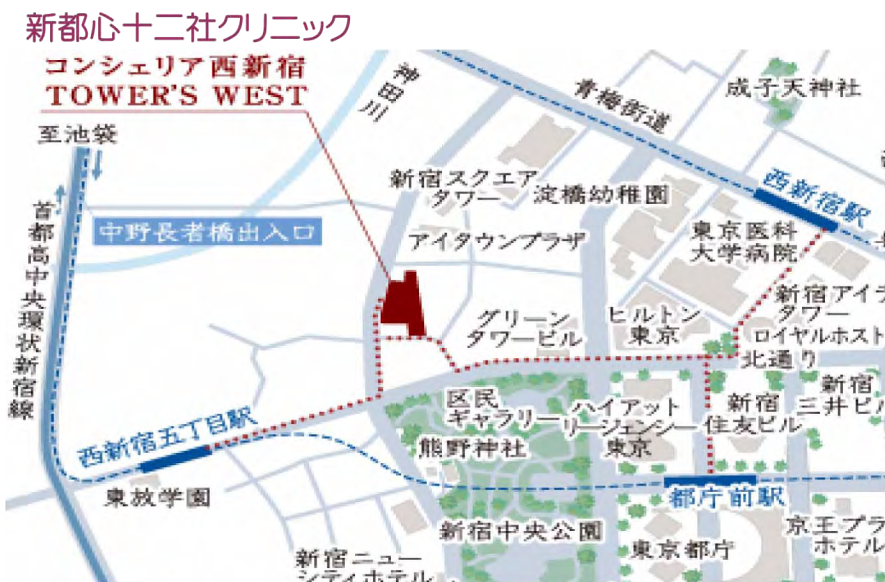 新都心十二社クリニック
コンシェリア西新宿
TOWER'S WEST
至池袋
神田川
青梅街道
成子天神社
首都高中央環状新宿線
中野長者橋出入口
新宿スクエア
タワー
淀橋幼稚園
西新宿駅
アイタウンプラザ
東京医科
大学病院
グリーン
タワービル
ヒルトン
東京
新宿アイ
タワー
ロイヤルホスト
北通り
西新宿五丁目駅
区民
ギャラリー
ハイアット
リージェンシー
東京
新宿
住友ビル
新宿
三井ビ
熊野神社
東放学園
都庁前駅
新宿中央公園
東京都庁
京王プラ
ホテル
新宿ニュー
シティホテル